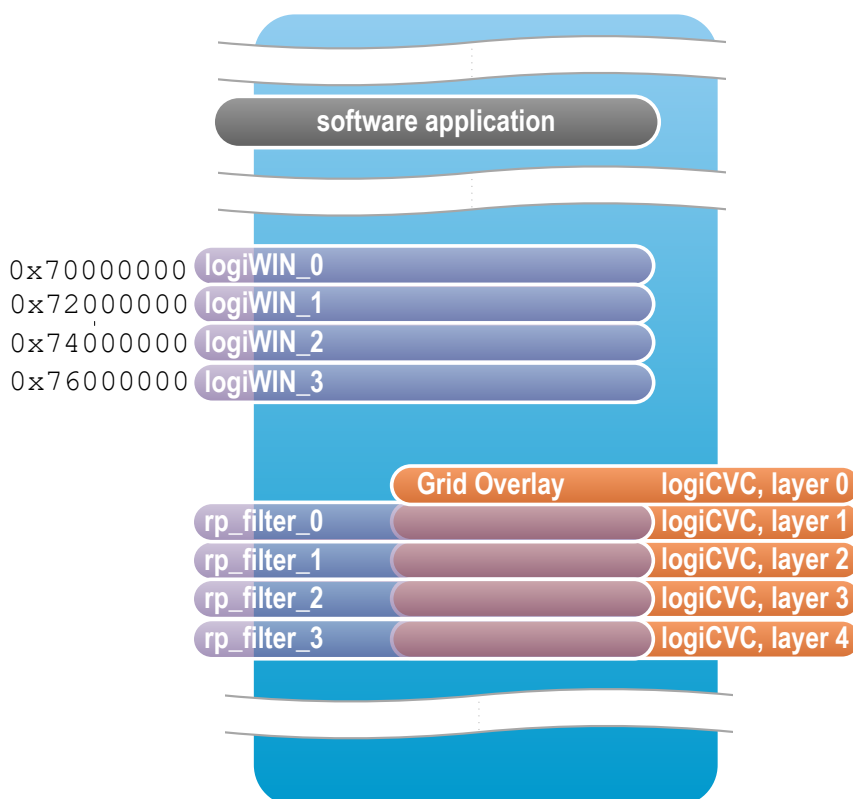 software application
0x70000000 logiWIN_0
0x72000000 logiWIN_1
0x74000000 logiWIN_2
0x76000000 logiWIN_3
Grid Overlay logiCVC, layer 0
rp_filter_0 logiCVC, layer 1
rp_filter_1 logiCVC, layer 2
rp_filter_2 logiCVC, layer 3
rp_filter_3 logiCVC, layer 4